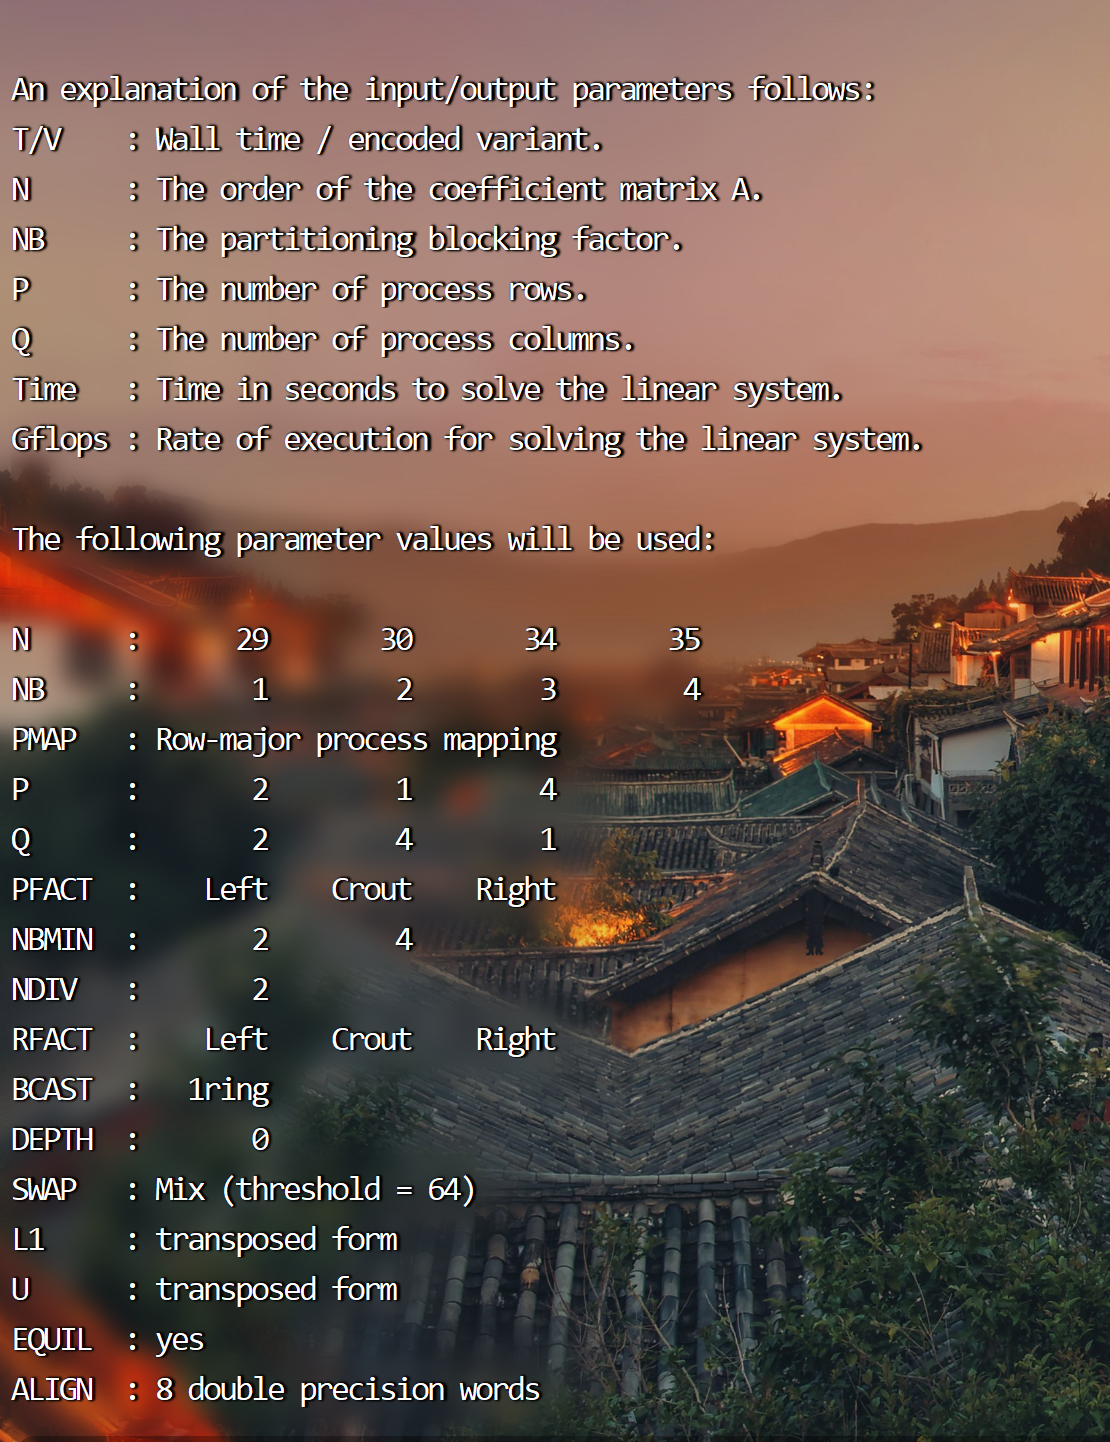 An explanation of the input/output parameters follows:
T/V    : Wall time / encoded variant.
N      : The order of the coefficient matrix A.
NB     : The partitioning blocking factor.
P      : The number of process rows.
Q      : The number of process columns.
Time   : Time in seconds to solve the linear system.
Gflops : Rate of execution for solving the linear system.

The following parameter values will be used:

N      :      29       30       34       35
NB     :       1        2        3        4
PMAP   : Row-major process mapping
P      :       2        1        4
Q      :       2        4        1
PFACT  :    Left    Crout    Right
NBMIN  :       2        4
NDIV   :       2
RFACT  :    Left    Crout    Right
BCAST  :   1ring
DEPTH  :       0
SWAP   : Mix (threshold = 64)
L1     : transposed form
U      : transposed form
EQUIL  : yes
ALIGN  : 8 double precision words